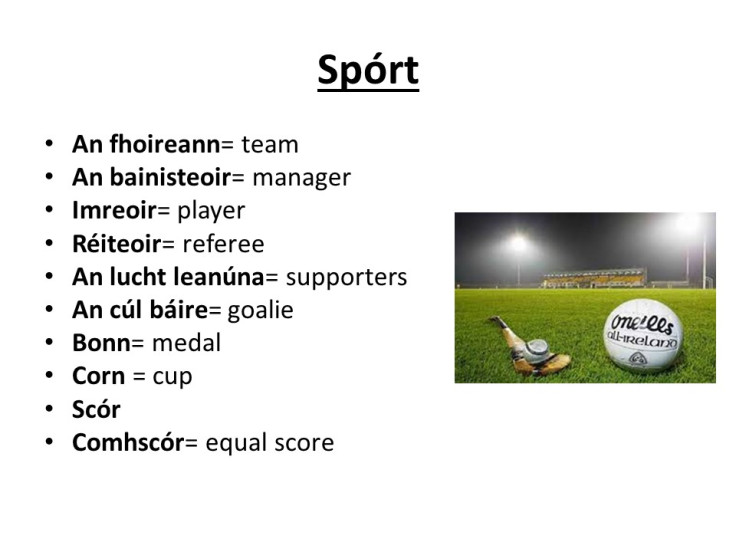 Spórt
• An fhoireann= team
• An bainisteoir= manager
• Imreoir= player
• Réiteoir= referee
• An lucht leanúna= supporters
• An cúl báire= goalie
• Bonn= medal
• Corn = cup
• Scór
• Comhscór= equal score
oneills
all-ireland